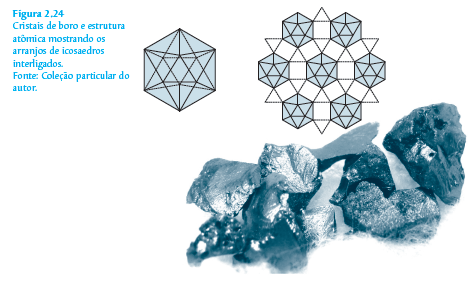 Figura 2.24
Cristais de boro e estrutura
atômica mostrando os
arranjos de icosaedros
interligados.
Fonte: Coleção particular do
autor.